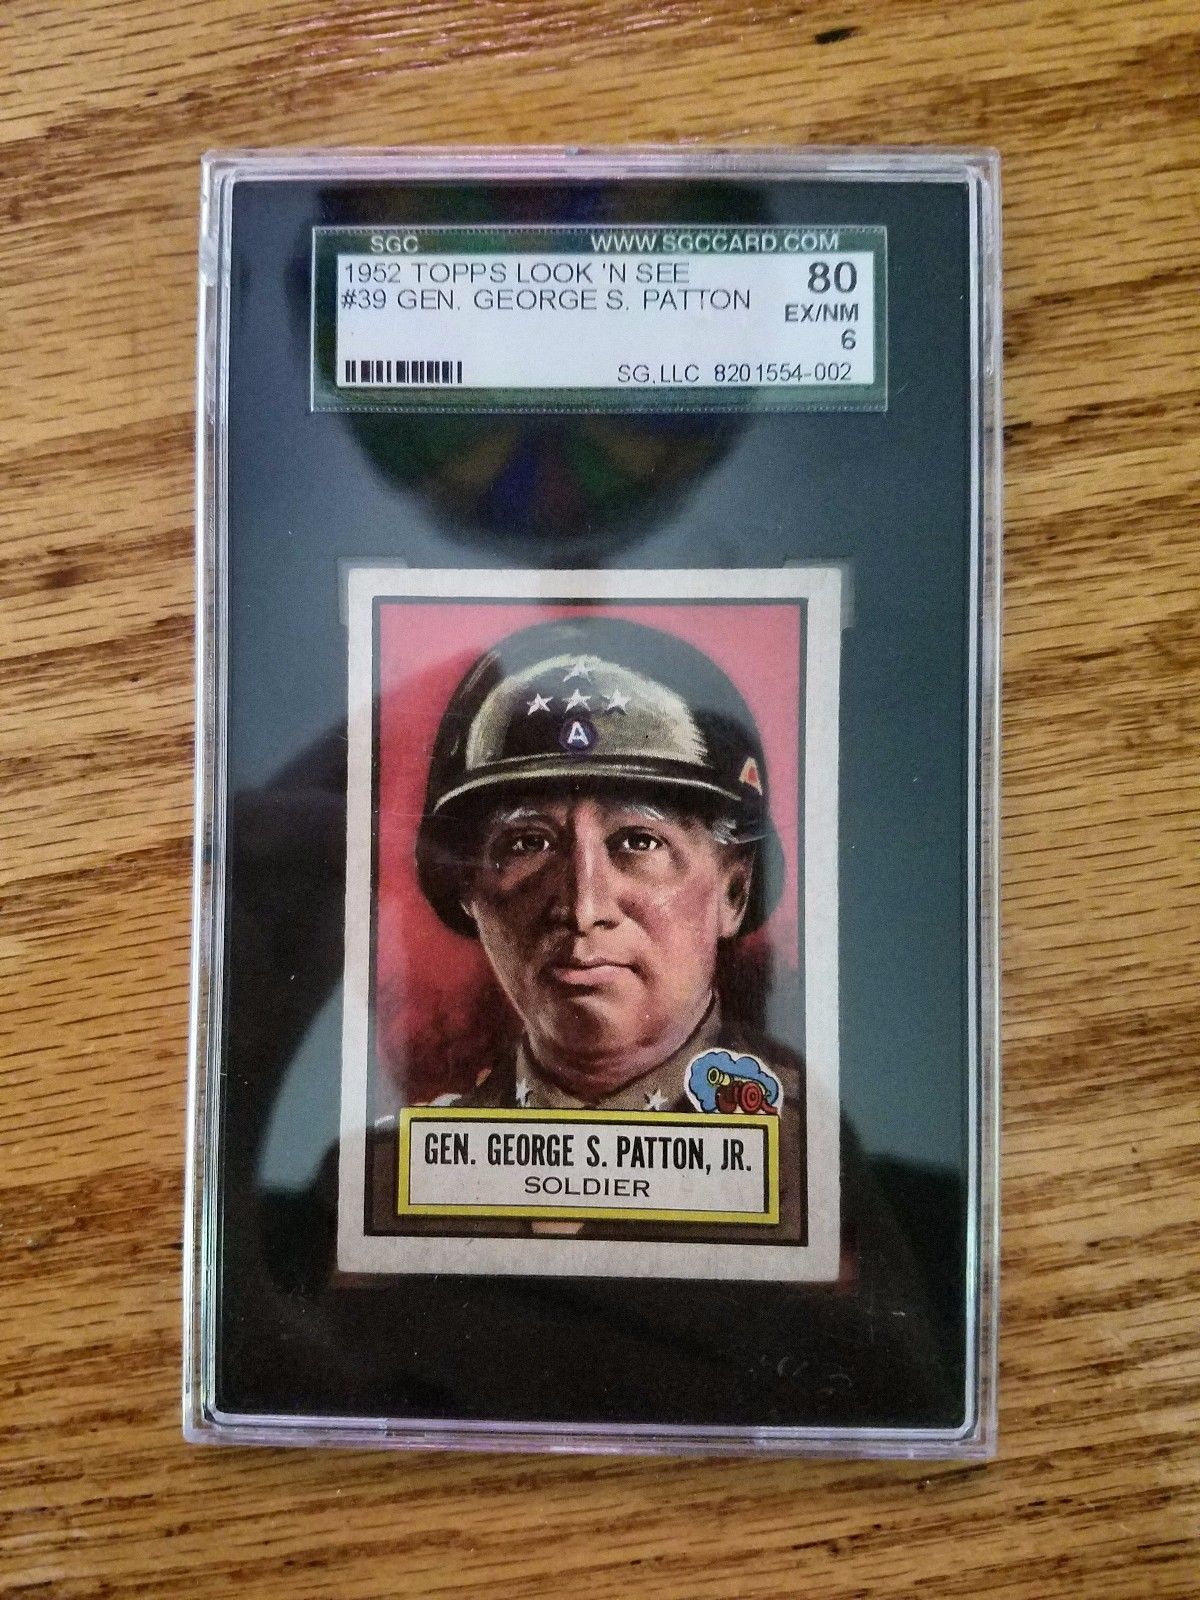 SGC WWW.SGCCARD.COM
1952 TOPPS LOOK 'N SEE 80
#39 GEN. GEORGE S. PATTON EX/NM
6
SG,LLC 8201554-002
A
GEN. GEORGE S. PATTON, JR.
SOLDIER